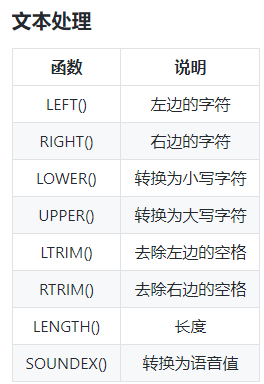 文本处理
函数 说明
LEFT() 左边的字符
RIGHT() 右边的字符
LOWER() 转换为小写字符
UPPER() 转换为大写字符
LTRIM() 去除左边的空格
RTRIM() 去除右边的空格
LENGTH() 长度
SOUNDEX() 转换为语音值